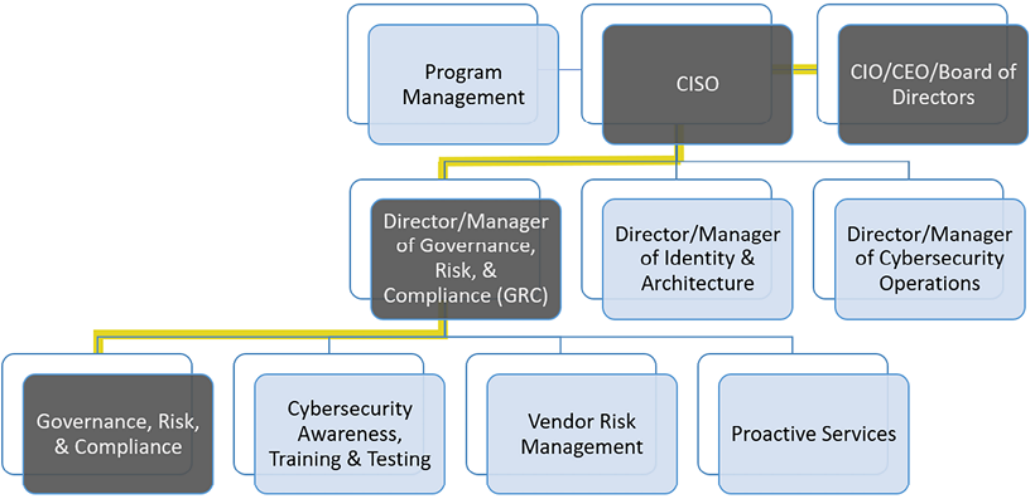 Program
Management
CISO
CIO/CEO/Board of
Directors
Director/Manager
of Governance,
Risk, &
Compliance (GRC)
Director/Manager
of Identity &
Architecture
Director/Manager
of Cybersecurity
Operations
Governance, Risk,
& Compliance
Cybersecurity
Awareness,
Training & Testing
Vendor Risk
Management
Proactive Services